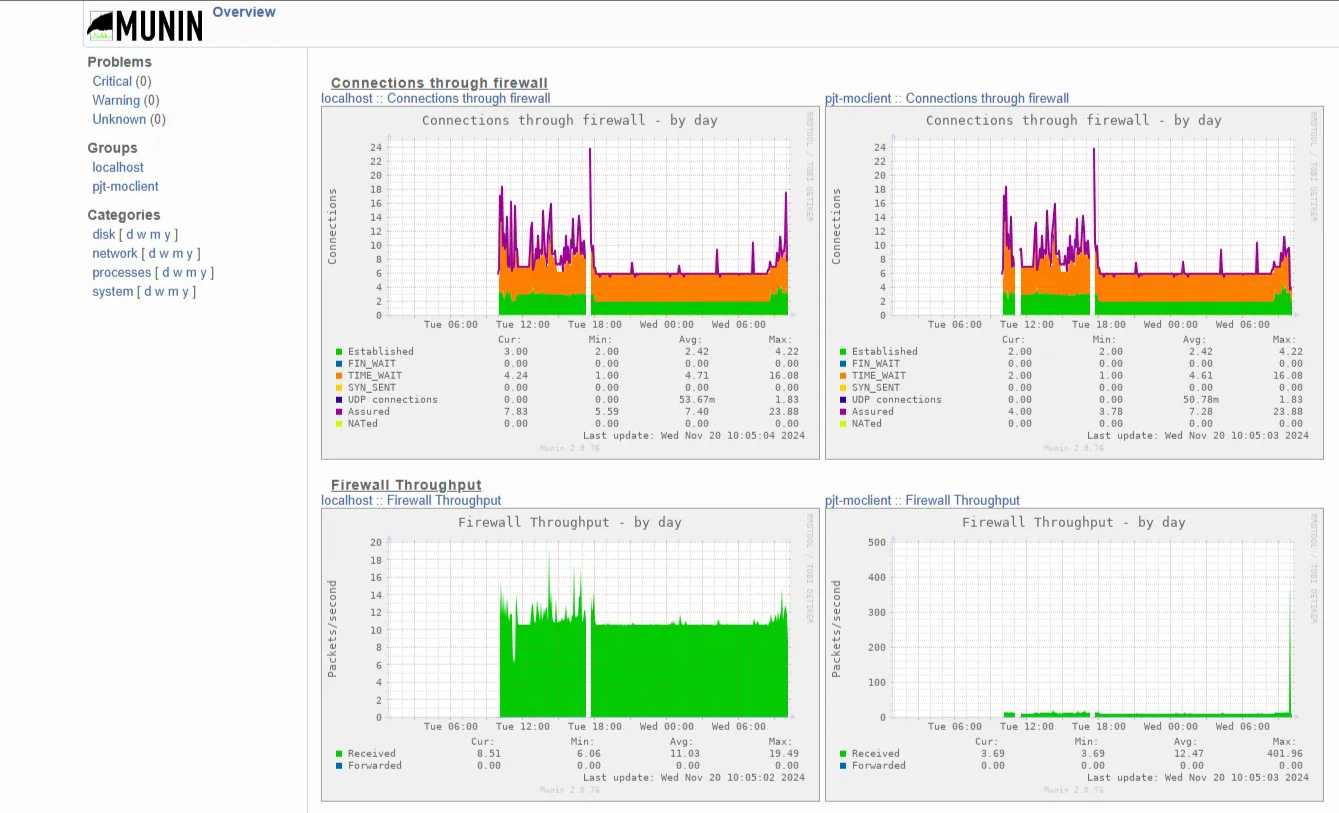 MUNIN Overview
Problems
Critical (0)
Warning (0)
Unknown (0)
Groups
localhost
pjt-moclient
Categories
disk [ d w m y ]
network [ d w m y ]
processes [ d w m y ]
system [ d w m y ]
Connections through firewall
localhost :: Connections through firewall
Connections through firewall - by day
RRDTOOL / TOBI OETIKER
Connections
24
22
20
18
16
14
12
10
8
6
4
2
0
Tue 06:00 Tue 12:00 Tue 18:00 Wed 00:00 Wed 06:00
Cur: Min: Avg: Max:
Established 3.00 2.00 2.42 4.22
FIN_WAIT 0.00 0.00 0.00 0.00
TIME_WAIT 4.24 1.00 4.71 16.08
SYN_SENT 0.00 0.00 0.00 0.00
UDP connections 0.00 0.00 53.67m 1.83
Assured 7.83 5.59 7.40 23.88
NATed 0.00 0.00 0.00 0.00
Last update: Wed Nov 20 10:05:04 2024
Munin 2.0.76
pjt-moclient :: Connections through firewall
Connections through firewall - by day
RRDTOOL / TOBI OETIKER
Connections
24
22
20
18
16
14
12
10
8
6
4
2
0
Tue 06:00 Tue 12:00 Tue 18:00 Wed 00:00 Wed 06:00
Cur: Min: Avg: Max:
Established 2.00 2.00 2.42 4.22
FIN_WAIT 0.00 0.00 0.00 0.00
TIME_WAIT 2.00 1.00 4.61 16.08
SYN_SENT 0.00 0.00 0.00 0.00
UDP connections 0.00 0.00 50.78m 1.83
Assured 4.00 3.78 7.28 23.88
NATed 0.00 0.00 0.00 0.00
Last update: Wed Nov 20 10:05:03 2024
Munin 2.0.76
Firewall Throughput
localhost :: Firewall Throughput
Firewall Throughput - by day
RRDTOOL / TOBI OETIKER
Packets/second
20
18
16
14
12
10
8
6
4
2
0
Tue 06:00 Tue 12:00 Tue 18:00 Wed 00:00 Wed 06:00
Cur: Min: Avg: Max:
Received 8.51 6.06 11.03 19.49
Forwarded 0.00 0.00 0.00 0.00
Last update: Wed Nov 20 10:05:02 2024
Munin 2.0.76
pjt-moclient :: Firewall Throughput
Firewall Throughput - by day
RRDTOOL / TOBI OETIKER
Packets/second
500
400
300
200
100
0
Tue 06:00 Tue 12:00 Tue 18:00 Wed 00:00 Wed 06:00
Cur: Min: Avg: Max:
Received 3.69 3.69 12.47 401.96
Forwarded 0.00 0.00 0.00 0.00
Last update: Wed Nov 20 10:05:03 2024
Munin 2.0.76